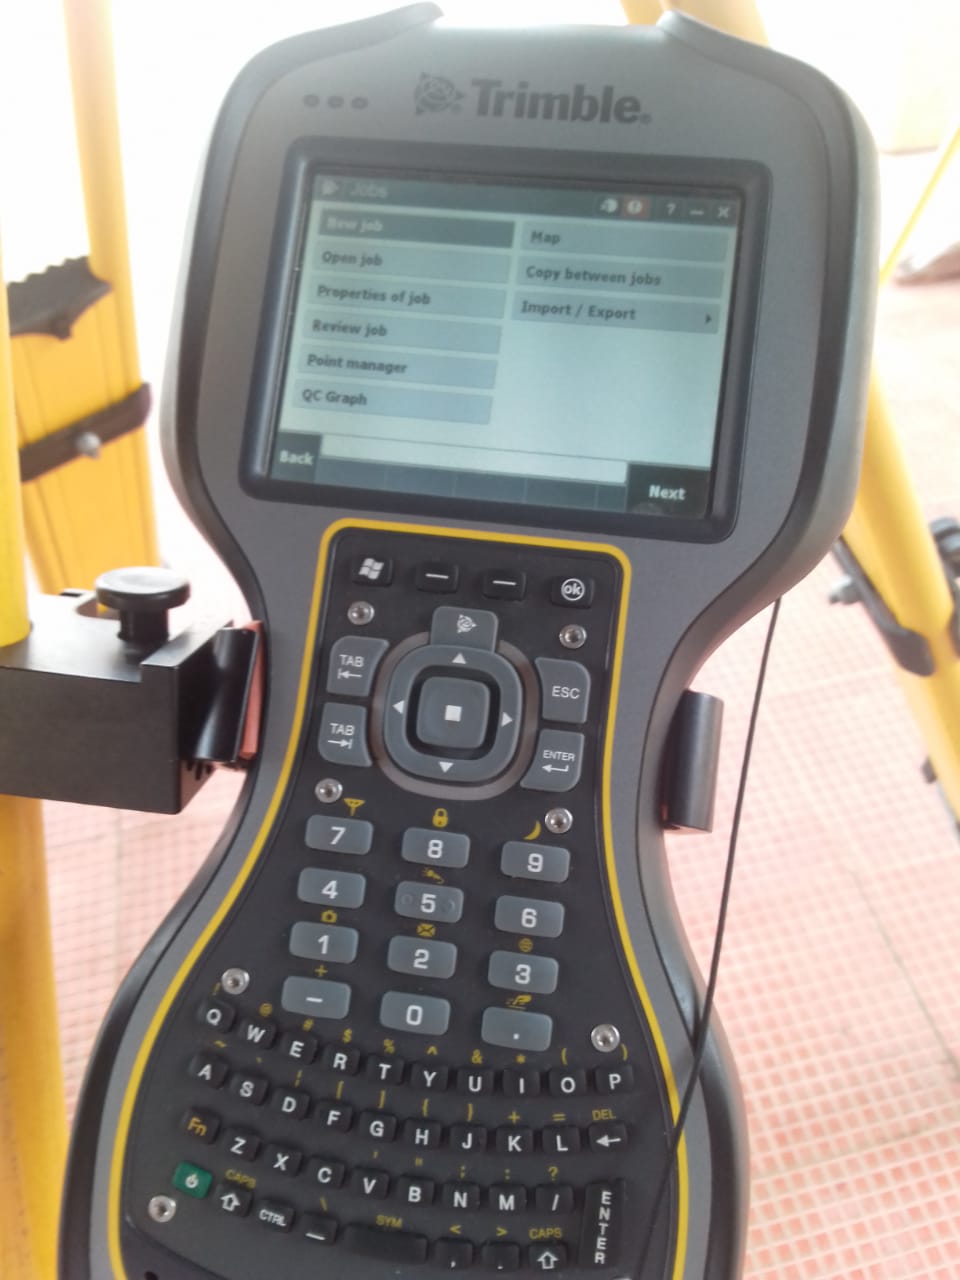 Trimble
Jobs
? — X
New job
Map
Open job
Copy between jobs
Properties of job
Import / Export
Review job
Point manager
QC Graph
Back
Next
ok
TAB
ESC
TAB
ENTER
7 8 9
4 5 6
1 2 3
+
- 0 .
! @ # $ % ^ & * ( )
Q W E R T Y U I O P
~ ` ¦ [ ] { } + = DEL
A S D F G H J K L
' " ; : ?
Fn Z X C V B N M /
ENTER
CAPS \ SYM < > CAPS
CTRL , .